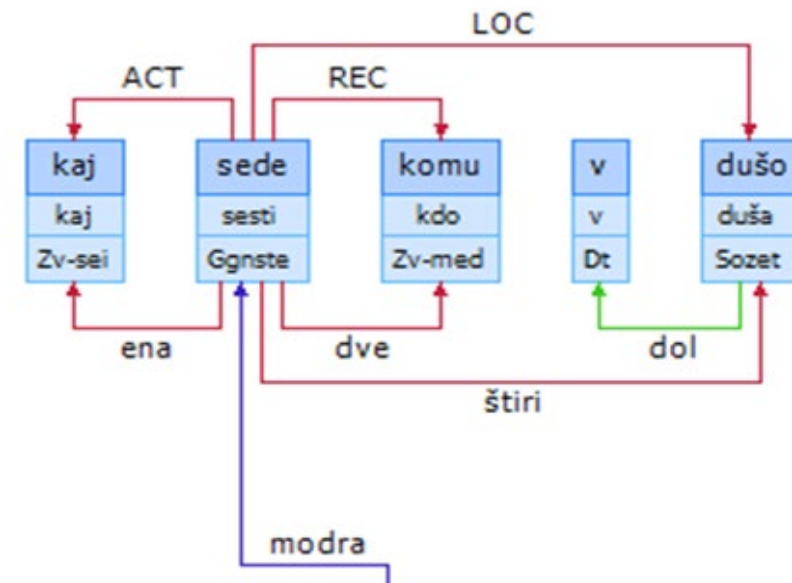 LOC
ACT REC
kaj sede komu v dušo
kaj sesti kdo v duša
Zv-sei Ggnste Zv-med Dt Sozet
ena dve dol
štiri
modra